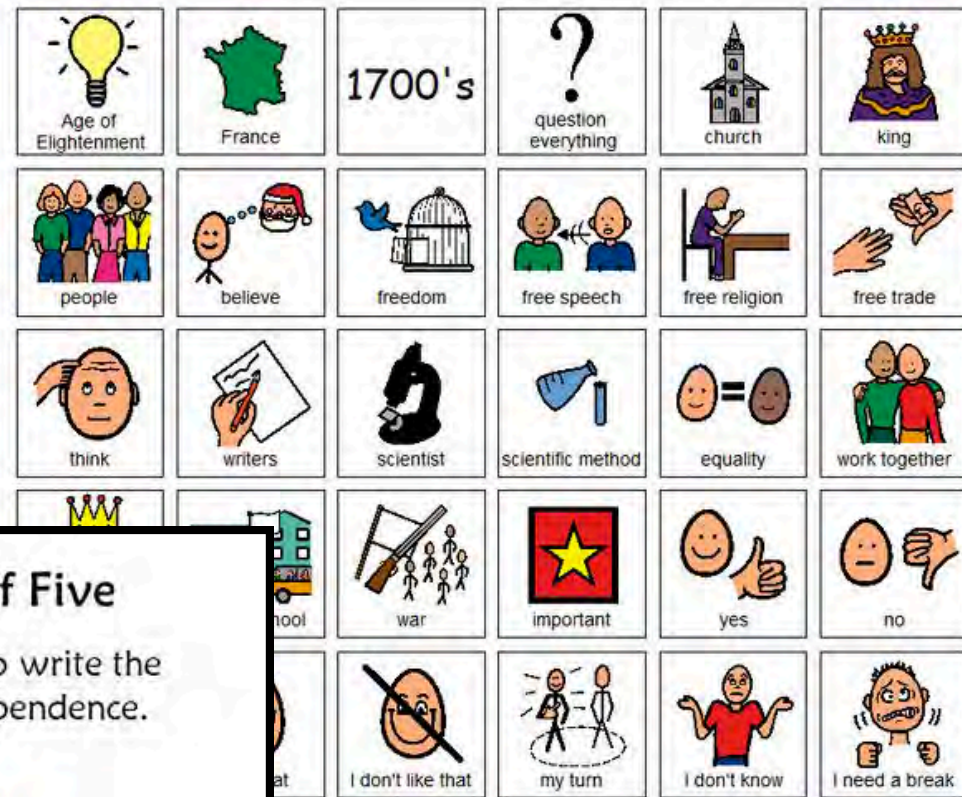 Age of
Elightenment
France
1700's
question
everything
church
king
people
believe
freedom
free speech
free religion
free trade
think
writers
scientist
scientific method
equality
work together
war
important
yes
no
I don't like that
my turn
I don't know
I need a break
Five
write the